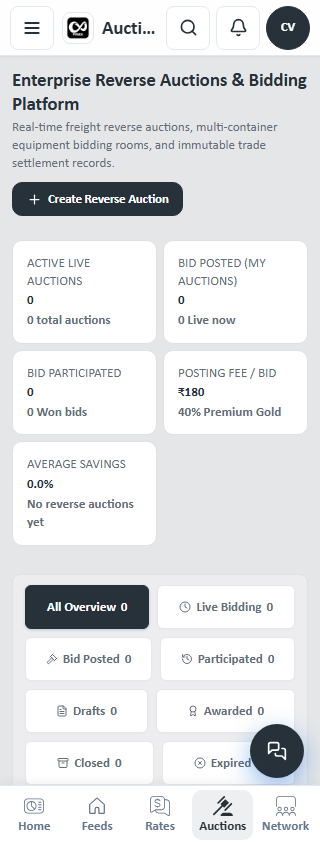 Aucti...
CV
Enterprise Reverse Auctions & Bidding
Platform
Real-time freight reverse auctions, multi-container
equipment bidding rooms, and immutable trade
settlement records.
Create Reverse Auction
ACTIVE LIVE
AUCTIONS
0
0 total auctions
BID POSTED (MY
AUCTIONS)
0
0 Live now
BID PARTICIPATED
0
0 Won bids
POSTING FEE / BID
₹180
40% Premium Gold
AVERAGE SAVINGS
0.0%
No reverse auctions
yet
All Overview 0
Live Bidding 0
Bid Posted 0
Participated 0
Drafts 0
Awarded 0
Closed 0
Expired
Home
Feeds
Rates
Auctions
Network